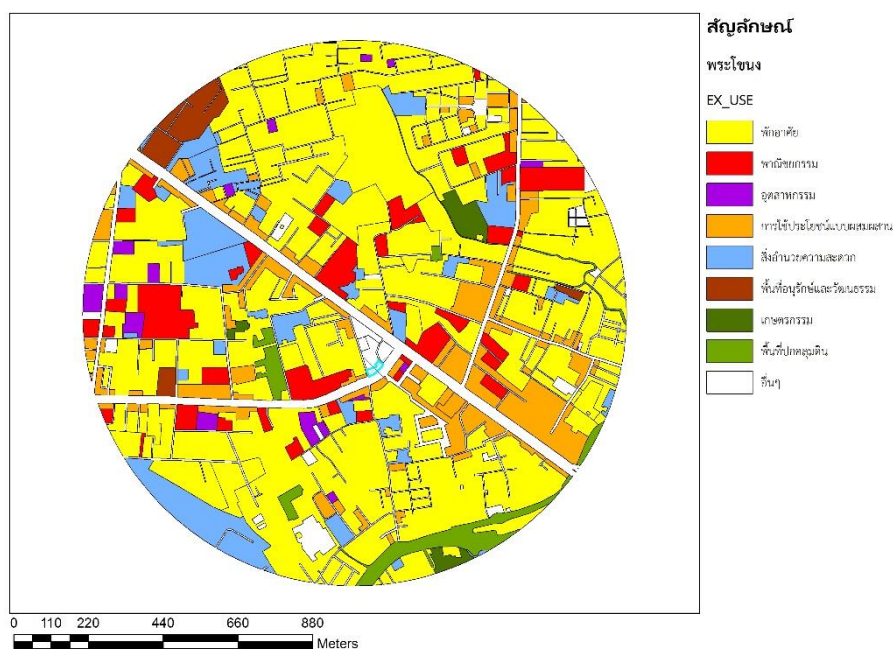 สัญลักษณ์
พระโขนง
EX_USE
พักอาศัย
พาณิชยกรรม
อุตสาหกรรม
การใช้ประโยชน์แบบผสมผสาน
สิ่งอำนวยความสะดวก
พื้นที่อนุรักษ์และวัฒนธรรม
เกษตรกรรม
พื้นที่ปกคลุมดิน
อื่นๆ
0 110 220 440 660 880
Meters